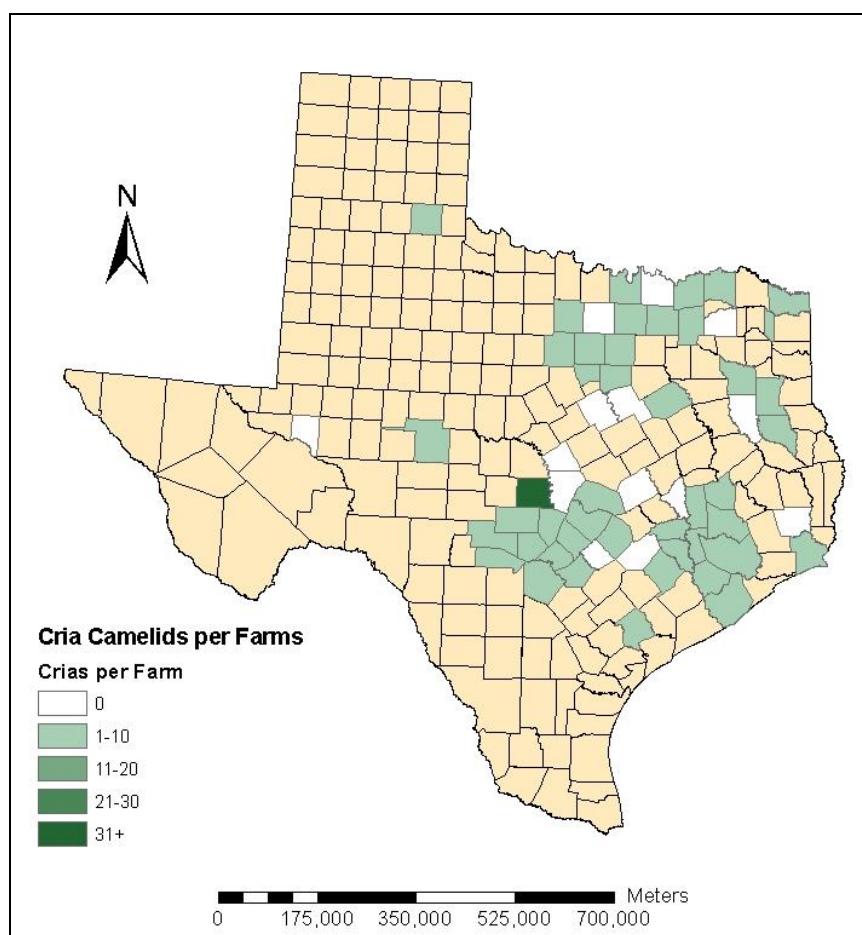 N
Cria Camelids per Farms
Crias per Farm
0
1-10
11-20
21-30
31+
Meters
0 175,000 350,000 525,000 700,000